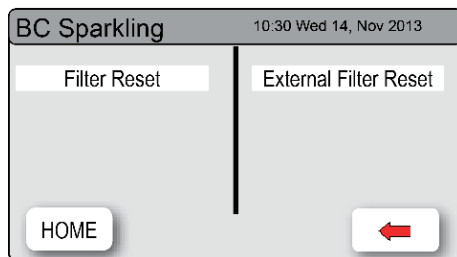 BC Sparkling
10:30 Wed 14, Nov 2013
Filter Reset
External Filter Reset
HOME